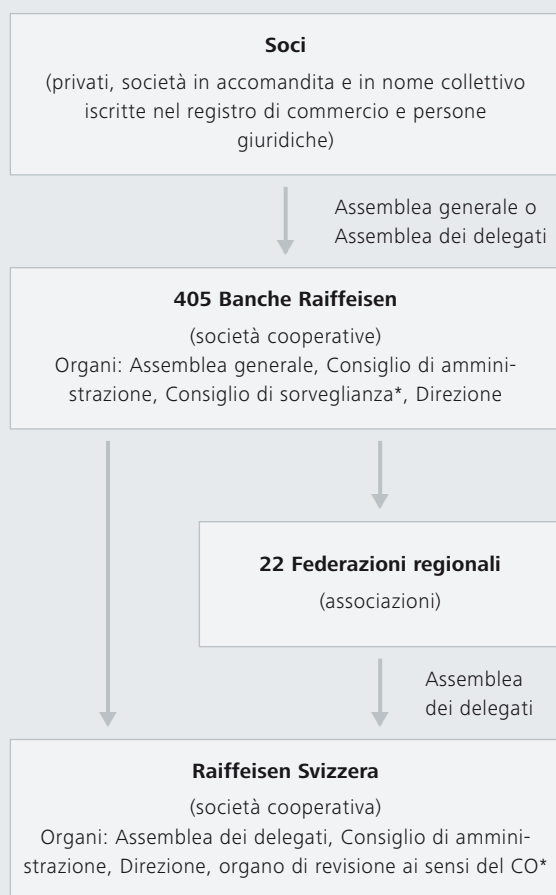 Soci
(privati, società in accomandita e in nome collettivo
iscritte nel registro di commercio e persone
giuridiche)
Assemblea generale o
Assemblea dei delegati
405 Banche Raiffeisen
(società cooperative)
Organi: Assemblea generale, Consiglio di ammini-
strazione, Consiglio di sorveglianza*, Direzione
22 Federazioni regionali
(associazioni)
Assemblea
dei delegati
Raiffeisen Svizzera
(società cooperativa)
Organi: Assemblea dei delegati, Consiglio di ammini-
strazione, Direzione, organo di revisione ai sensi del CO*